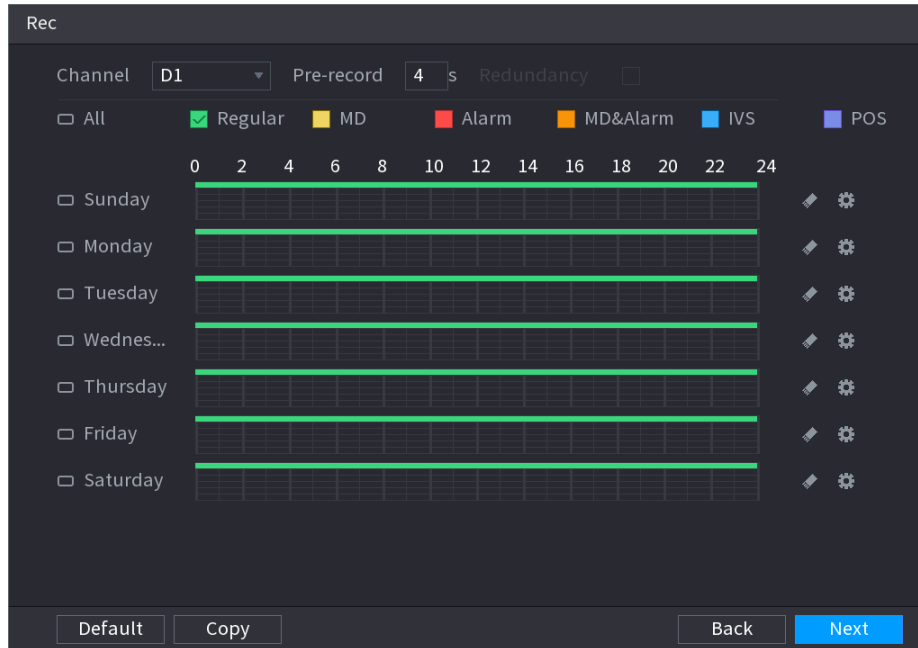 Rec
Channel D1 Pre-record 4 s Redundancy
All Regular MD Alarm MD&Alarm IVS POS
0 2 4 6 8 10 12 14 16 18 20 22 24
Sunday
Monday
Tuesday
Wednes...
Thursday
Friday
Saturday
Default Copy Back Next